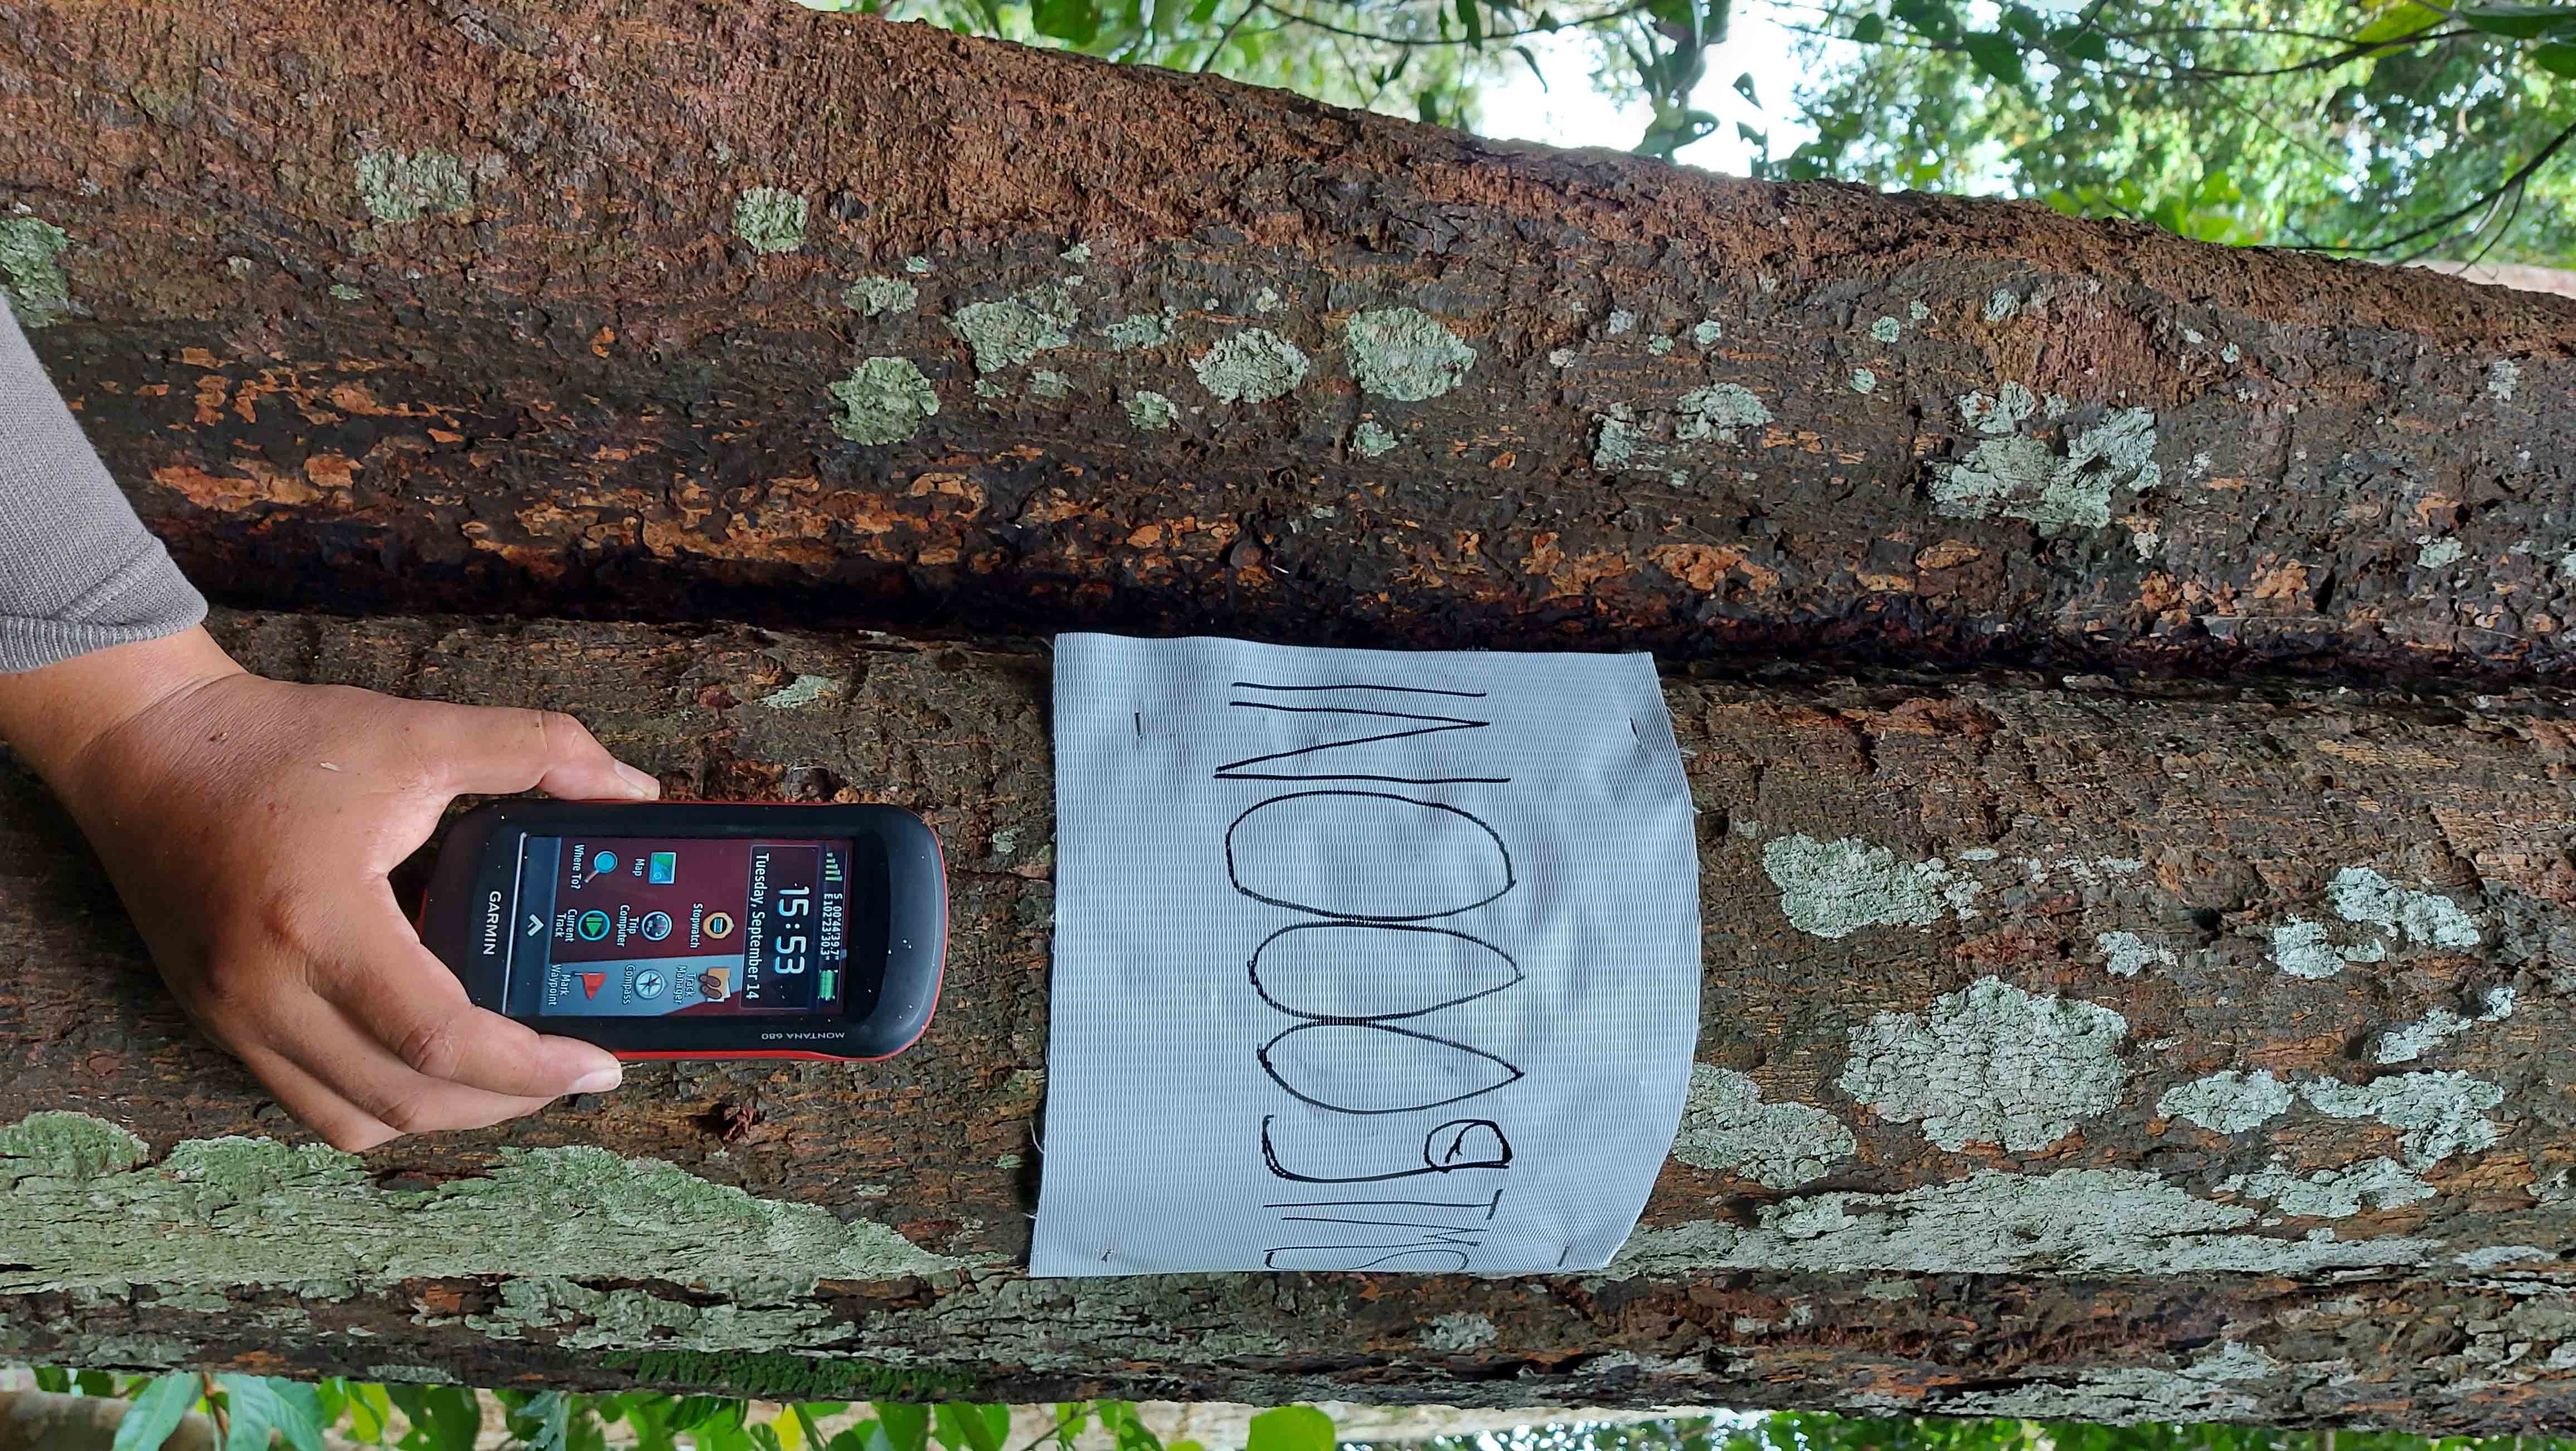 INOOO9TMS
S 00°44'39.7"
E102°23'30.3"
15:53
Tuesday, September 14
Stopwatch
Track
Manager
Map
Trip
Computer
Compass
Where To?
Current
Track
Mark
Waypoint
GARMIN
MONTANA 680